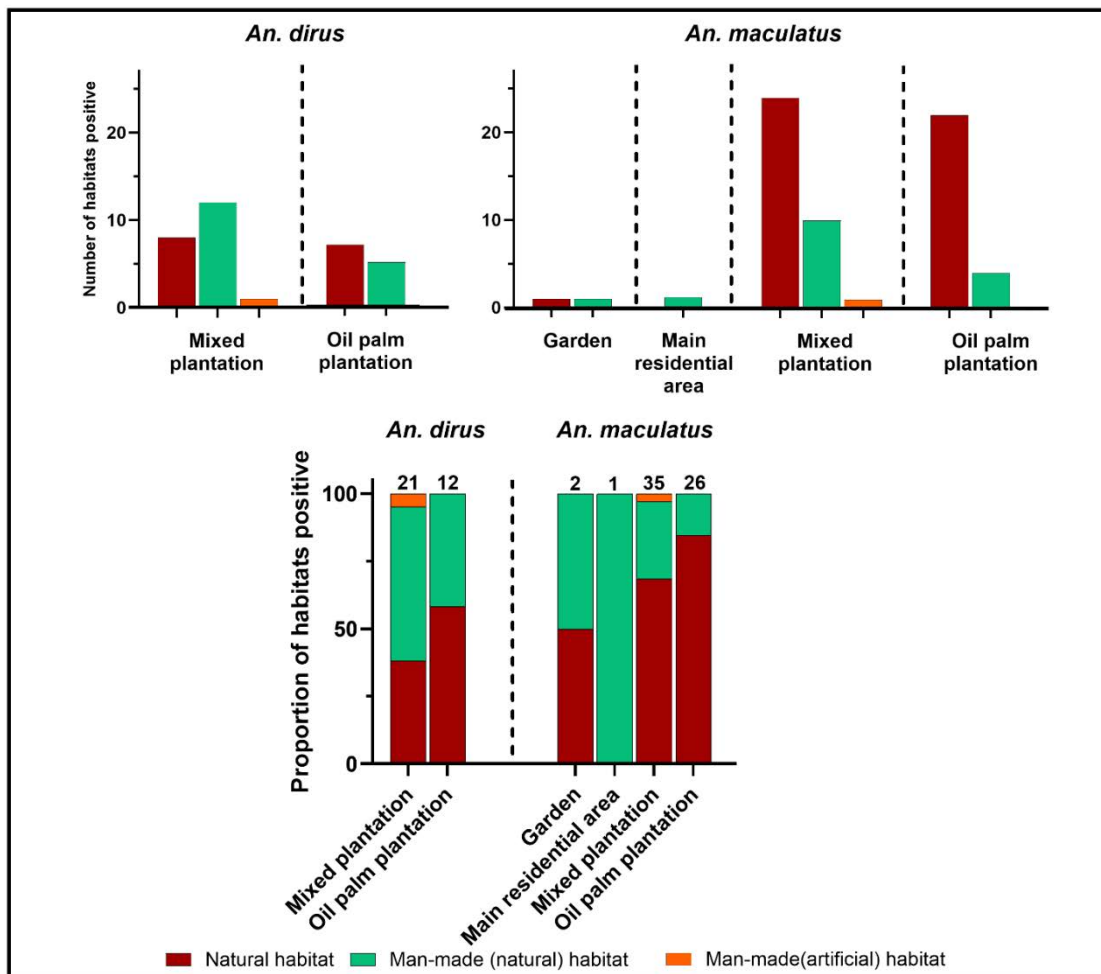 An. dirus
An. maculatus
Number of habitats positive
20
10
0
Mixed
plantation
Oil palm
plantation
20
10
0
Garden
Main
residential
area
Mixed
plantation
Oil palm
plantation
An. dirus
An. maculatus
Proportion of habitats positive
100
50
0
21 12
2 1 35 26
Mixed plantation
Oil palm plantation
Garden
Main residential area
Mixed plantation
Oil palm plantation
Natural habitat
Man-made (natural) habitat
Man-made(artificial) habitat